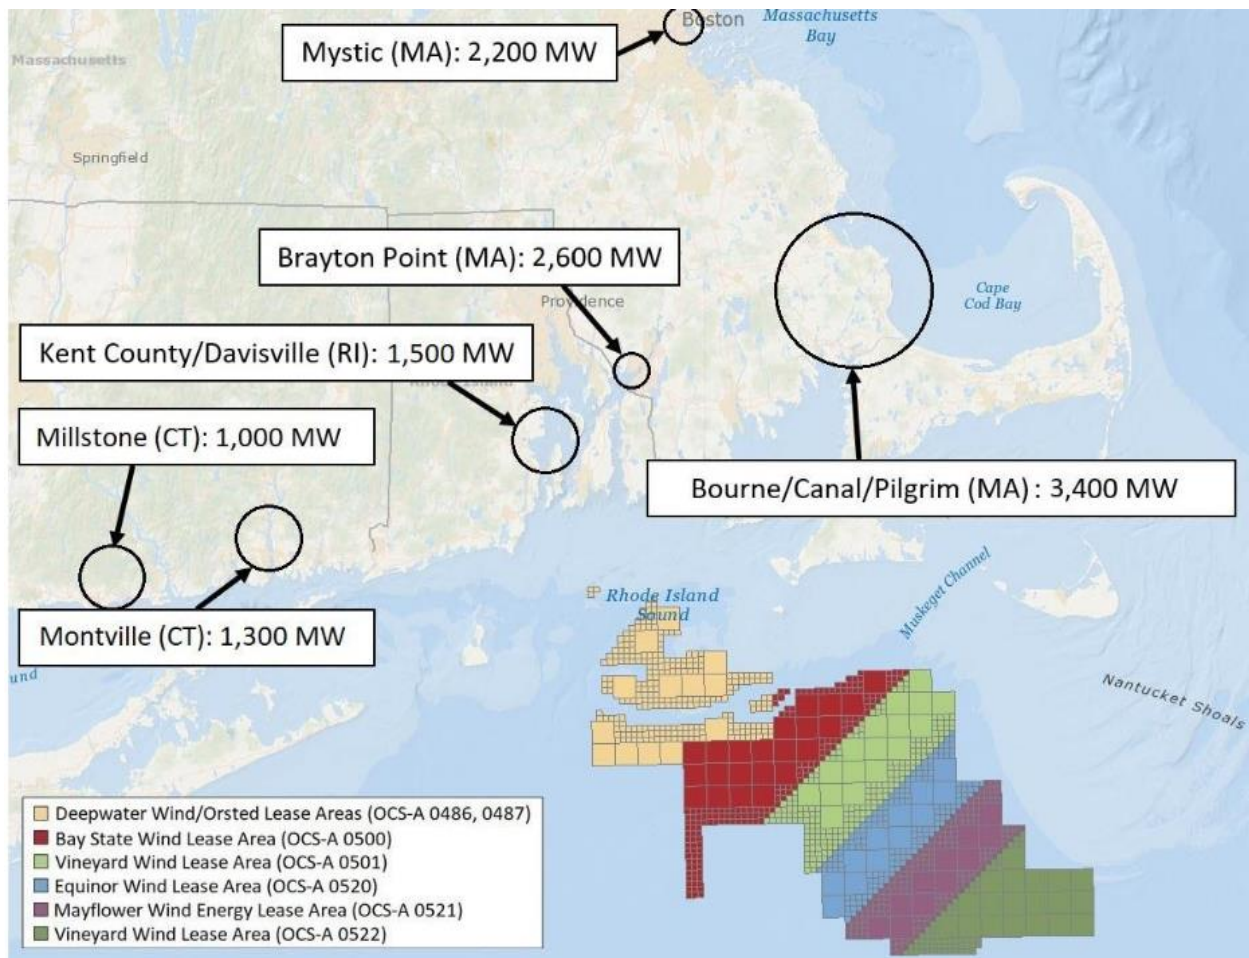 Boston
Massachusetts
Bay
Mystic (MA): 2,200 MW
Massachusetts
Springfield
Brayton Point (MA): 2,600 MW
Providence
Cape
Cod Bay
Kent County/Davisville (RI): 1,500 MW
Rhode Island
Millstone (CT): 1,000 MW
Bourne/Canal/Pilgrim (MA) : 3,400 MW
Muskeget Channel
Rhode Island
Sound
Montville (CT): 1,300 MW
und
Nantucket Shoals
Deepwater Wind/Orsted Lease Areas (OCS-A 0486, 0487)
Bay State Wind Lease Area (OCS-A 0500)
Vineyard Wind Lease Area (OCS-A 0501)
Equinor Wind Lease Area (OCS-A 0520)
Mayflower Wind Energy Lease Area (OCS-A 0521)
Vineyard Wind Lease Area (OCS-A 0522)